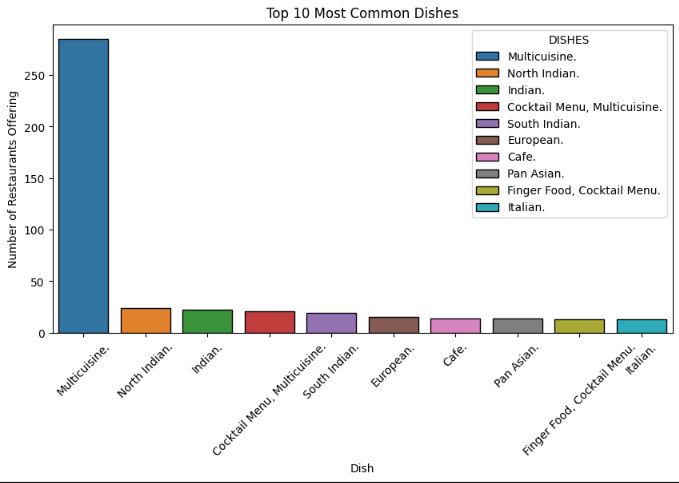 Top 10 Most Common Dishes
Number of Restaurants Offering
250
200
150
100
50
0
DISHES
Multicuisine.
North Indian.
Indian.
Cocktail Menu, Multicuisine.
South Indian.
European.
Cafe.
Pan Asian.
Finger Food, Cocktail Menu.
Italian.
Multicuisine.
North Indian.
Indian.
Cocktail Menu, Multicuisine.
South Indian.
European.
Cafe.
Pan Asian.
Finger Food, Cocktail Menu.
Italian.
Dish